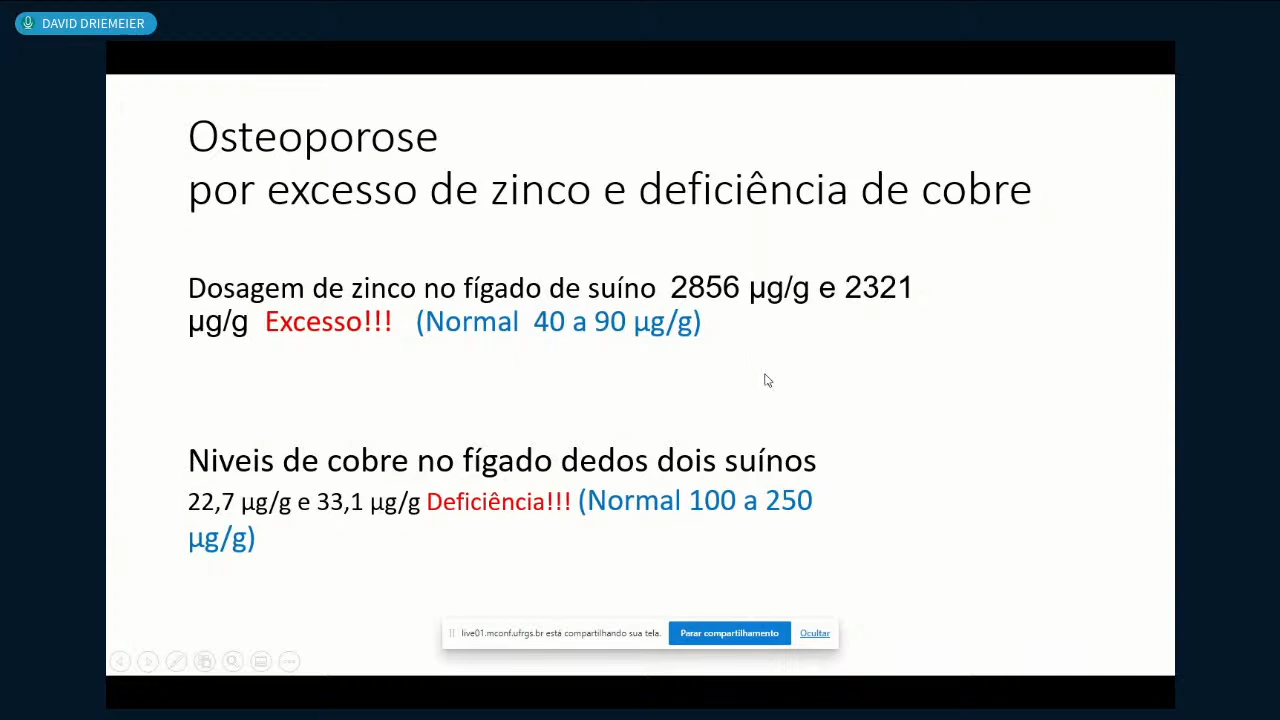 DAVID DRIEMEIER
Osteoporose
por excesso de zinco e deficiência de cobre
Dosagem de zinco no fígado de suíno 2856 µg/g e 2321
µg/g Excesso!!! (Normal 40 a 90 µg/g)
Niveis de cobre no fígado dedos dois suínos
22,7 µg/g e 33,1 µg/g Deficiência!!! (Normal 100 a 250
µg/g)
live01.mconf.ufrgs.br está compartilhando sua tela. Parar compartilhamento Ocultar